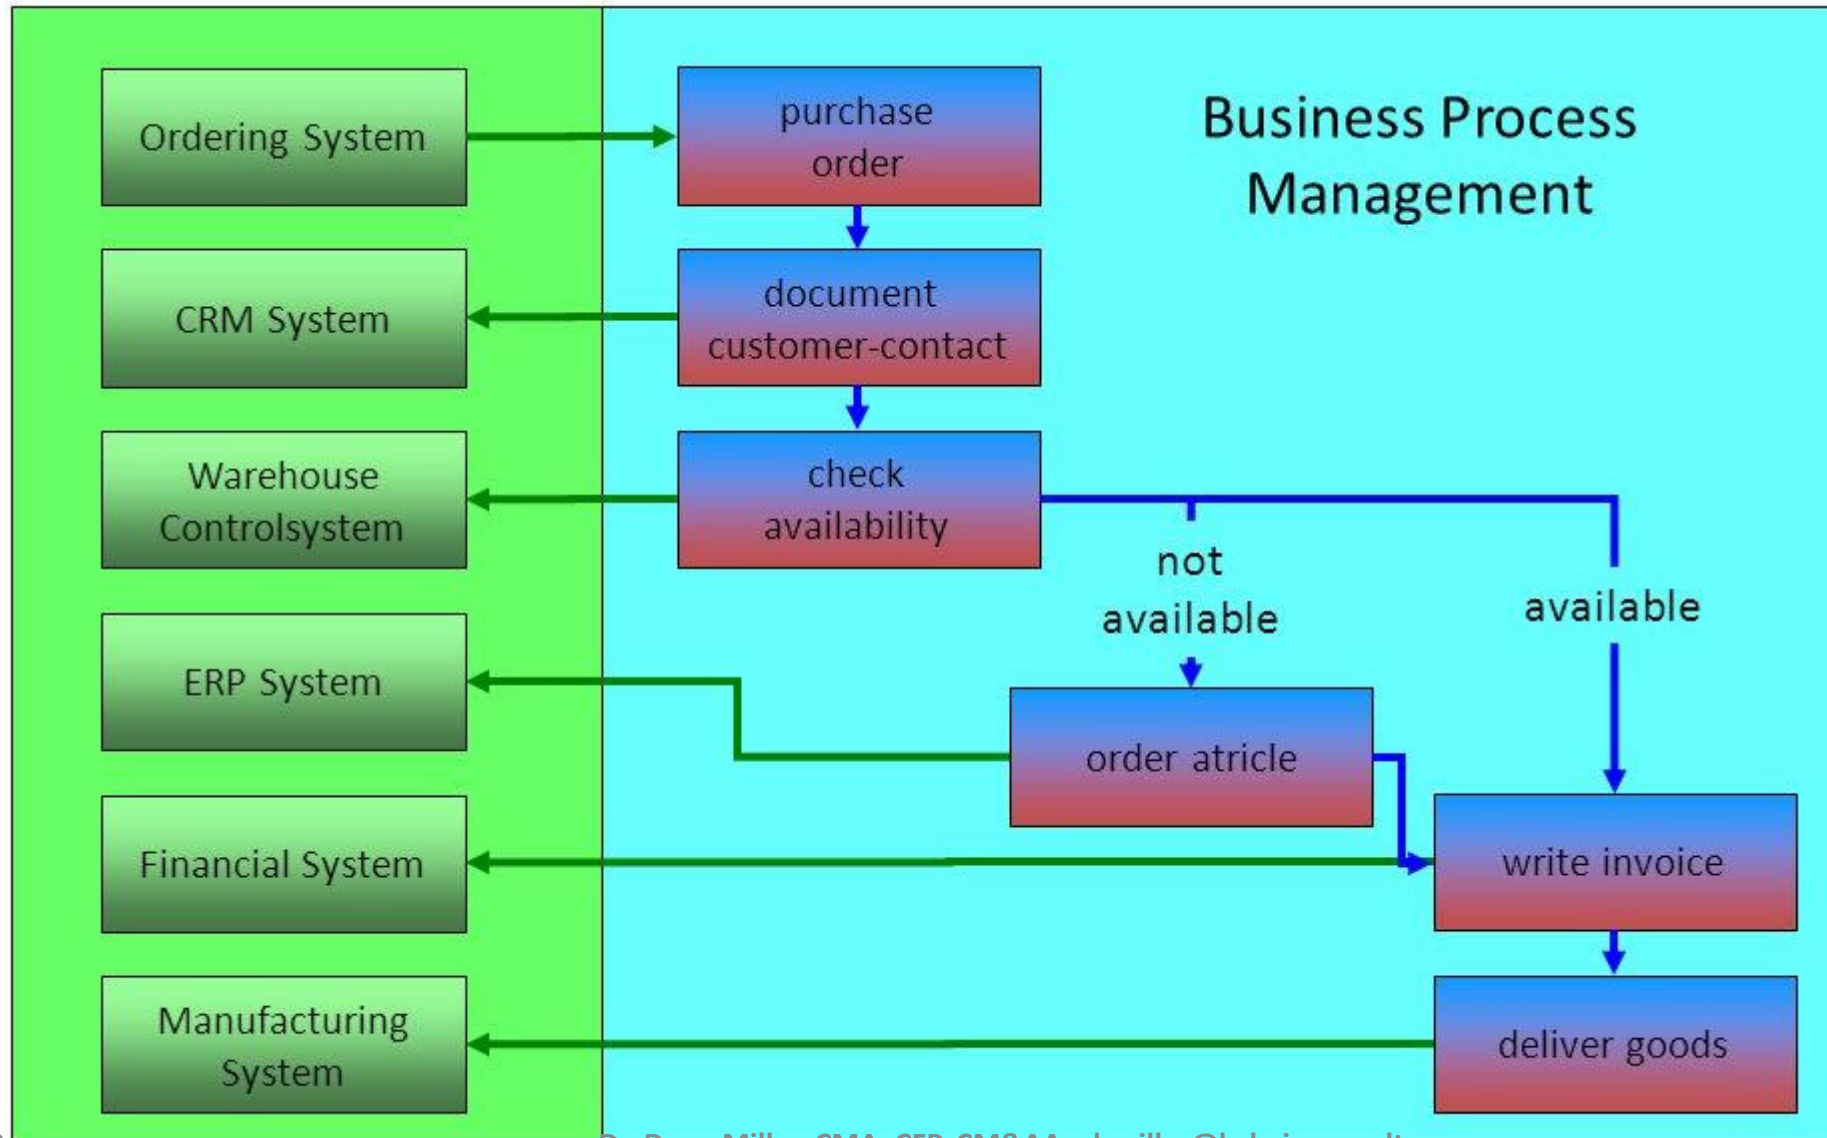 Ordering System
purchase
order
Business Process
Management
CRM System
document
customer-contact
Warehouse
Controlsystem
check
availability
not
available
available
ERP System
order atricle
Financial System
write invoice
Manufacturing
System
deliver goods